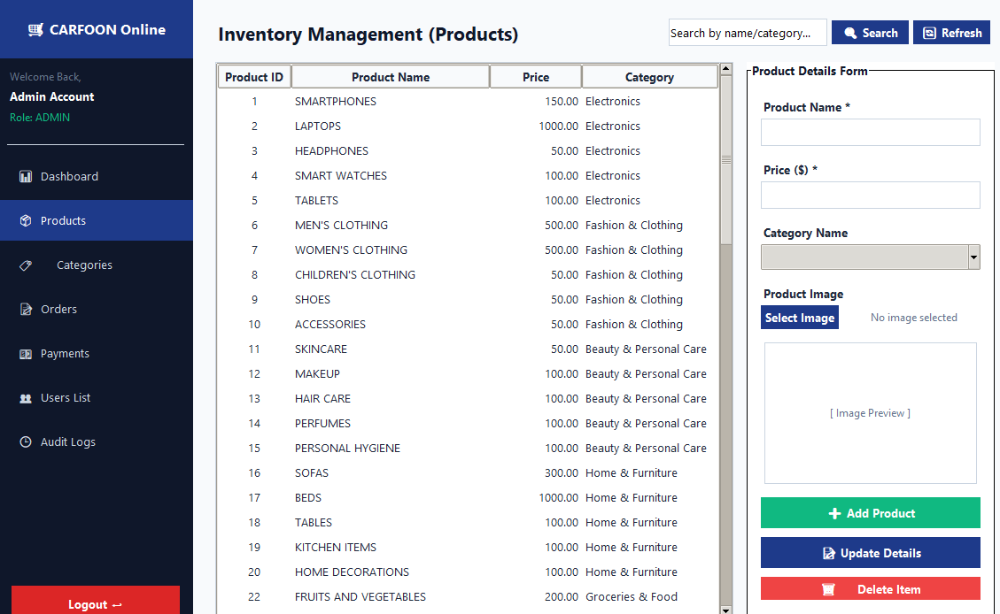 CARFOON Online
Welcome Back,
Admin Account
Role: ADMIN
Dashboard
Products
Categories
Orders
Payments
Users List
Audit Logs
Logout ↩
Inventory Management (Products)
Search by name/category...
Search
Refresh
Product ID Product Name Price Category
1 SMARTPHONES 150.00 Electronics
2 LAPTOPS 1000.00 Electronics
3 HEADPHONES 50.00 Electronics
4 SMART WATCHES 100.00 Electronics
5 TABLETS 100.00 Electronics
6 MEN'S CLOTHING 500.00 Fashion & Clothing
7 WOMEN'S CLOTHING 500.00 Fashion & Clothing
8 CHILDREN'S CLOTHING 50.00 Fashion & Clothing
9 SHOES 50.00 Fashion & Clothing
10 ACCESSORIES 50.00 Fashion & Clothing
11 SKINCARE 50.00 Beauty & Personal Care
12 MAKEUP 100.00 Beauty & Personal Care
13 HAIR CARE 100.00 Beauty & Personal Care
14 PERFUMES 100.00 Beauty & Personal Care
15 PERSONAL HYGIENE 100.00 Beauty & Personal Care
16 SOFAS 300.00 Home & Furniture
17 BEDS 1000.00 Home & Furniture
18 TABLES 100.00 Home & Furniture
19 KITCHEN ITEMS 100.00 Home & Furniture
20 HOME DECORATIONS 100.00 Home & Furniture
22 FRUITS AND VEGETABLES 200.00 Groceries & Food
Product Details Form
Product Name *
Price ($) *
Category Name
Product Image
Select Image
No image selected
[ Image Preview ]
Add Product
Update Details
Delete Item